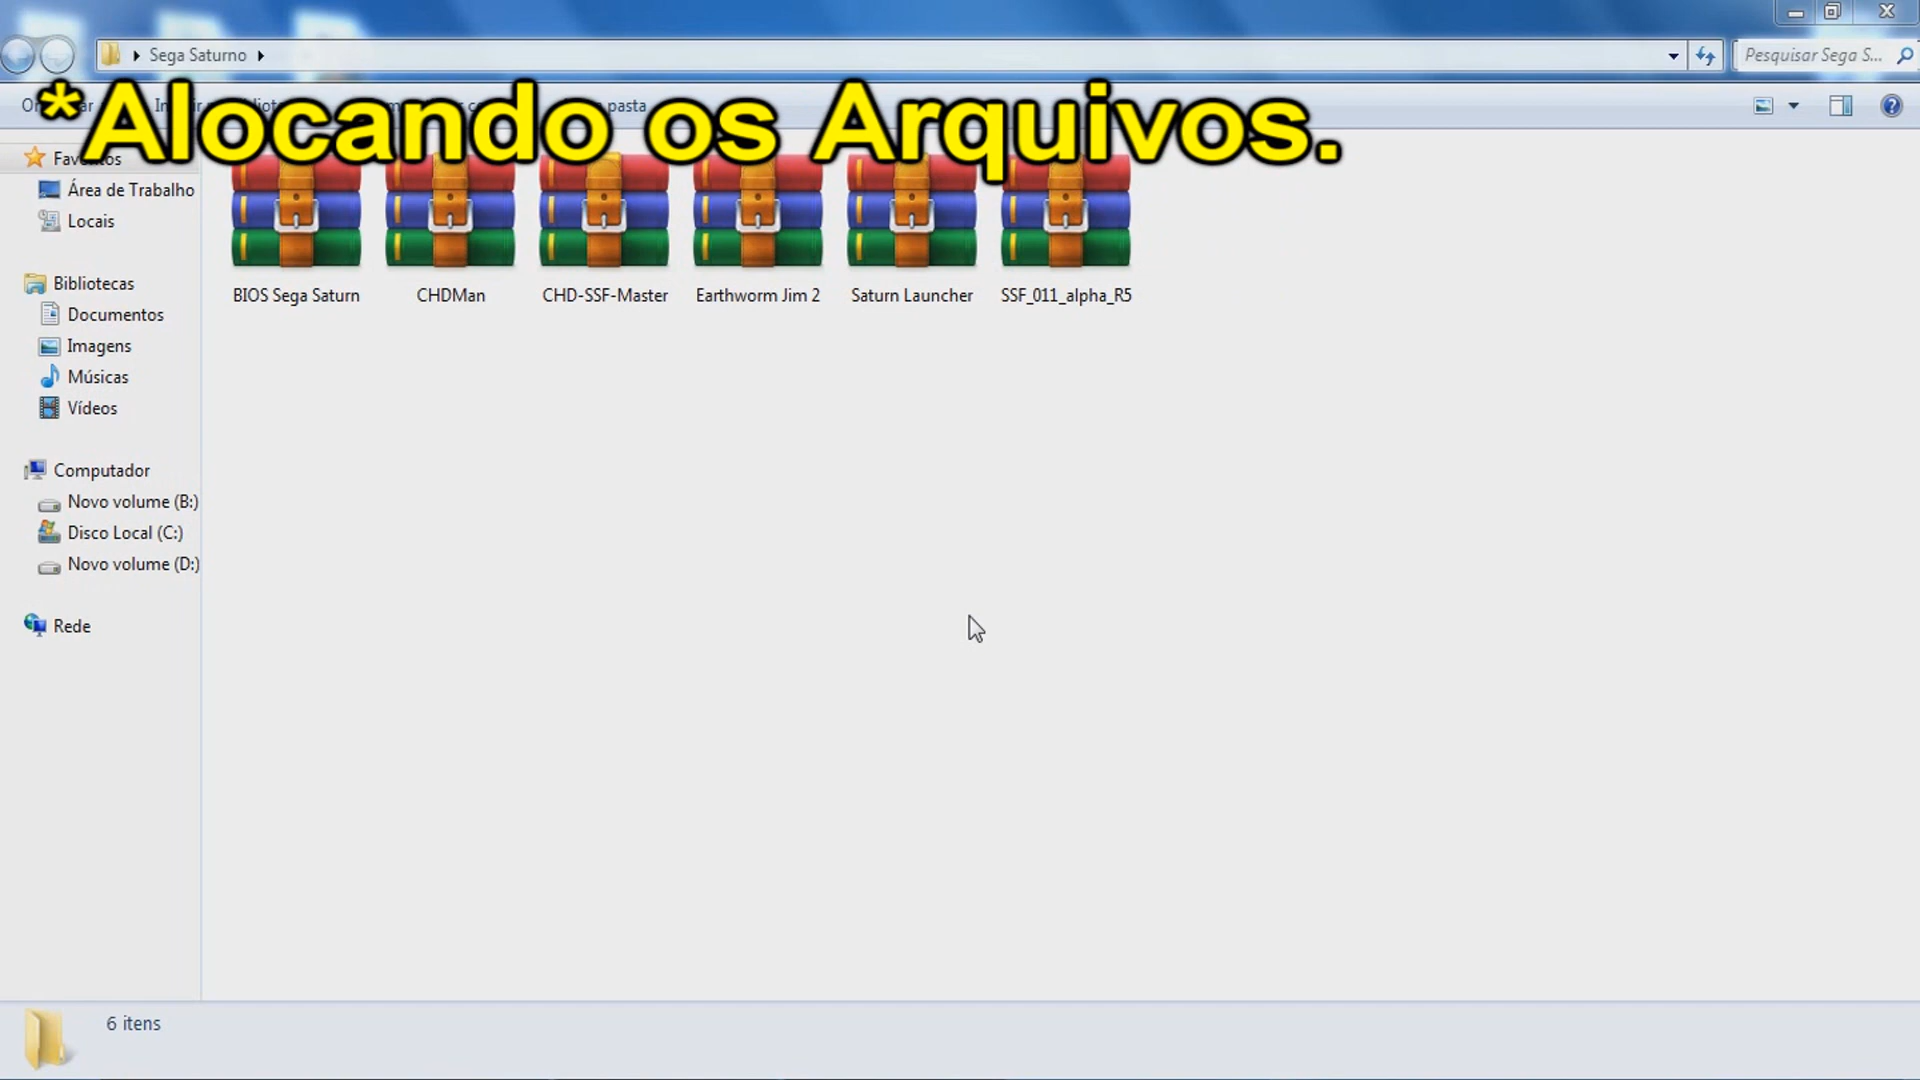 Sega Saturno
Pesquisar Sega S...
*Alocando os Arquivos.
pasta
Favoritos
Área de Trabalho
Locais
Bibliotecas
Documentos
Imagens
Músicas
Vídeos
Computador
Novo volume (B:)
Disco Local (C:)
Novo volume (D:)
Rede
BIOS Sega Saturn
CHDMan
CHD-SSF-Master
Earthworm Jim 2
Saturn Launcher
SSF_011_alpha_R5
6 itens